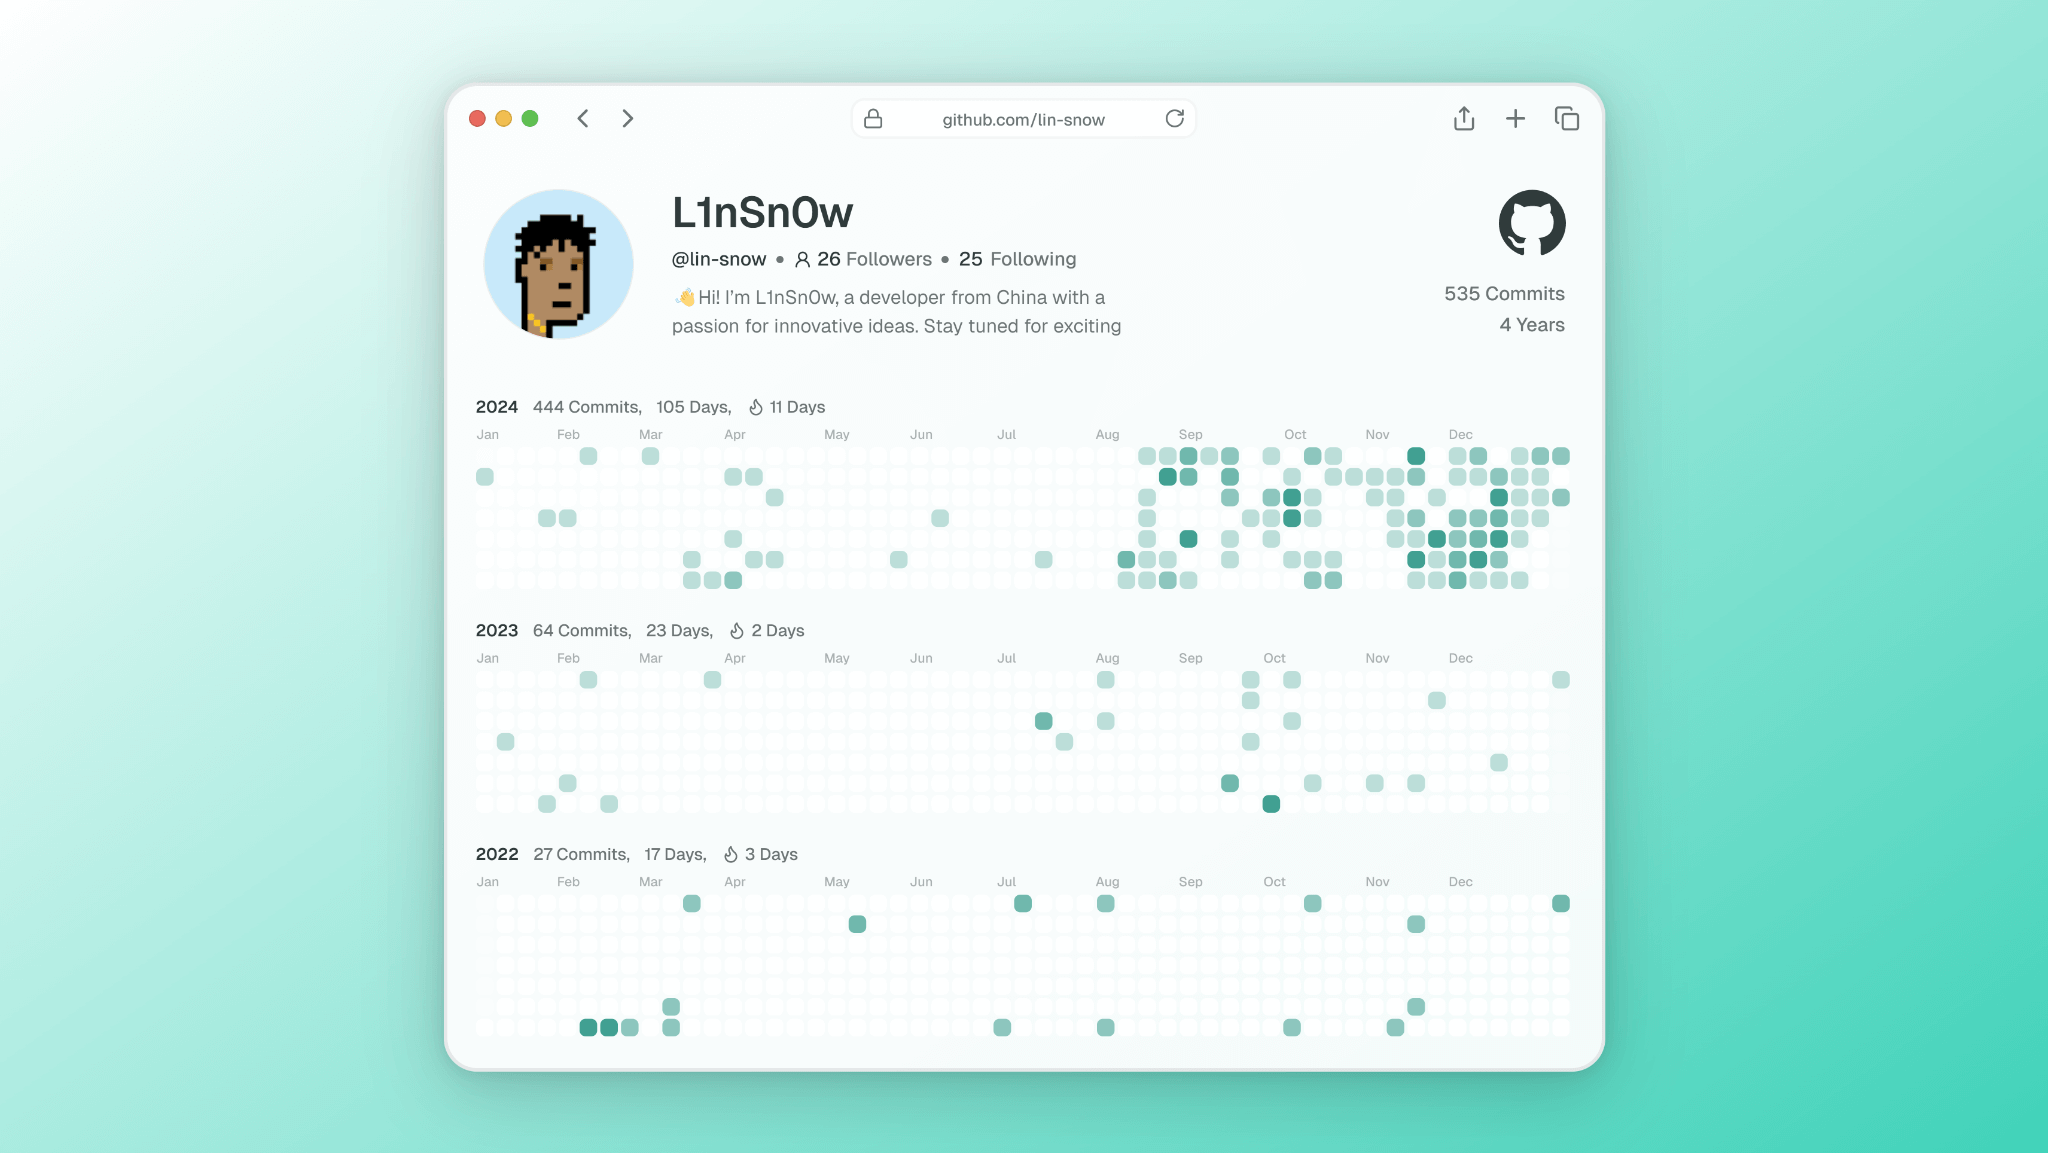 github.com/lin-snow
L1nSn0w
@lin-snow • 26 Followers • 25 Following
👋Hi! I'm L1nSn0w, a developer from China with a
passion for innovative ideas. Stay tuned for exciting
535 Commits
4 Years
2024 444 Commits, 105 Days, 11 Days
Jan Feb Mar Apr May Jun Jul Aug Sep Oct Nov Dec
2023 64 Commits, 23 Days, 2 Days
Jan Feb Mar Apr May Jun Jul Aug Sep Oct Nov Dec
2022 27 Commits, 17 Days, 3 Days
Jan Feb Mar Apr May Jun Jul Aug Sep Oct Nov Dec